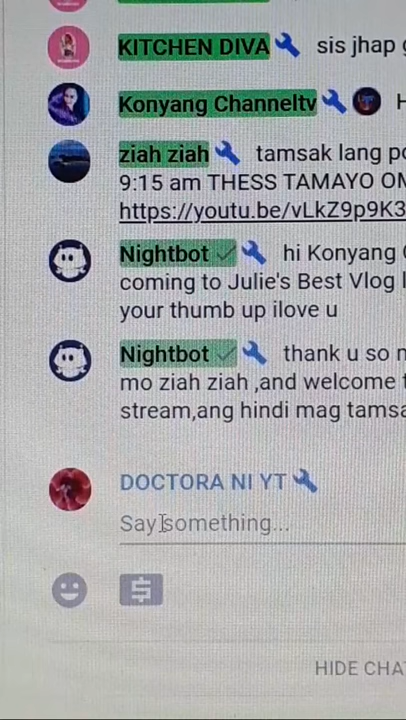 KITCHEN DIVA sis jhap
Konyang Channeltv H
ziah ziah tamsak lang po
9:15 am THESS TAMAYO OM
https://youtu.be/vLkZ9p9K3
Nightbot hi Konyang
coming to Julie's Best Vlog
your thumb up ilove u
Nightbot thank u so
mo ziah ziah ,and welcome
stream,ang hindi mag tamsa
DOCTORA NI YT
Say something...
HIDE CHA